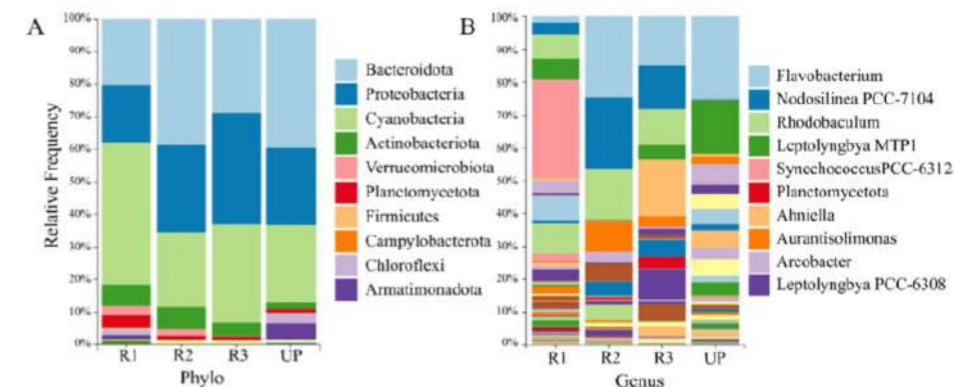 A
B
100%
90%
80%
70%
60%
50%
40%
30%
20%
10%
0%
Relative Frequency
R1 R2 R3 UP
Phylo
Bacteroidota
Proteobacteria
Cyanobacteria
Actinobacteriota
Verrucomicrobiota
Planctomycetota
Firmicutes
Campylobacterota
Chloroflexi
Armatimonadota
100%
90%
80%
70%
60%
50%
40%
30%
20%
10%
0%
R1 R2 R3 UP
Genus
Flavobacterium
Nodosilinea PCC-7104
Rhodobaculum
Leptolyngbya MTP1
SynechococcusPCC-6312
Planctomycetota
Ahniella
Aurantisolimonas
Arcobacter
Leptolyngbya PCC-6308